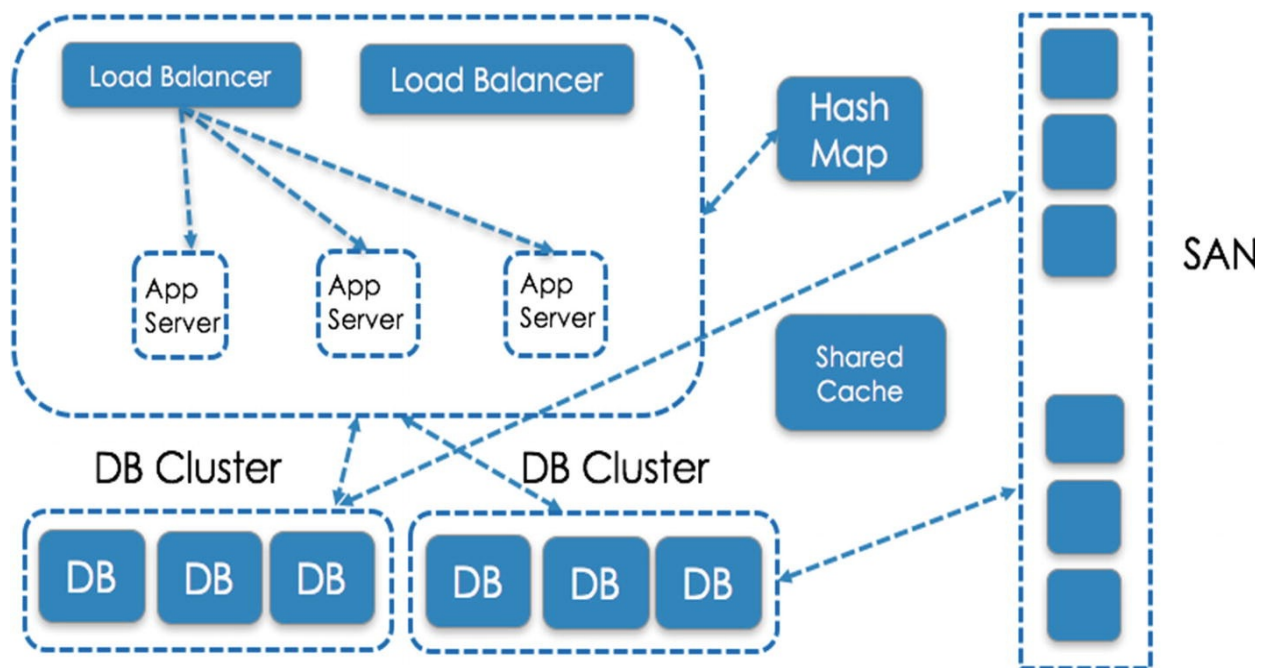 Load Balancer
Load Balancer
Hash
Map
App
Server
App
Server
App
Server
SAN
Shared
Cache
DB Cluster
DB Cluster
DB
DB
DB
DB
DB
DB